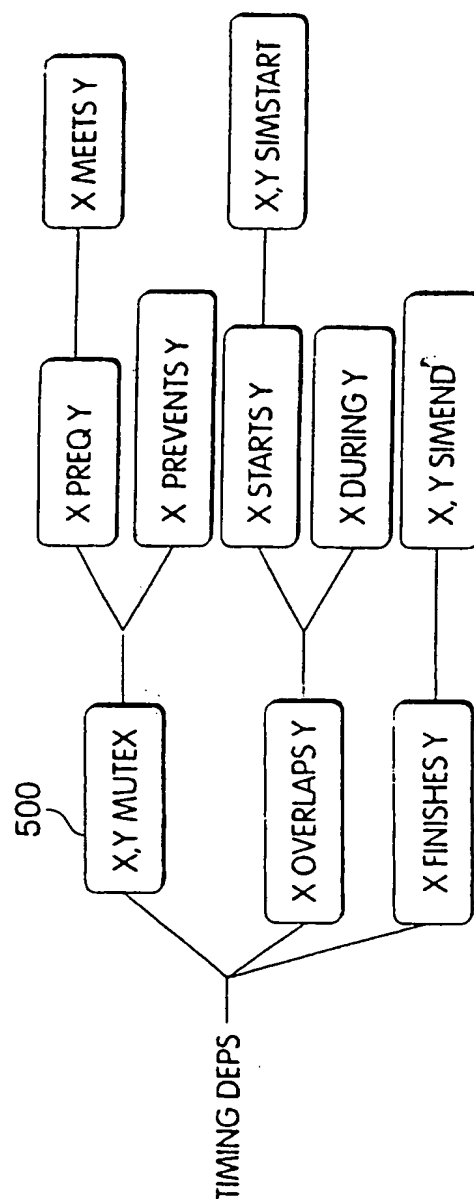 TIMING DEPS
500
X,Y MUTEX
X OVERLAPS Y
X FINISHES Y
X PREQ Y
X PREVENTS Y
X STARTS Y
X DURING Y
X, Y SIMEND
X MEETS Y
X,Y SIMSTART